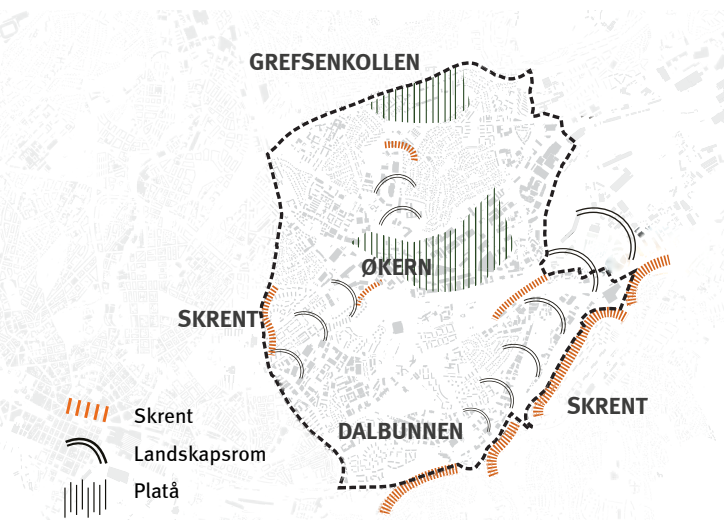 GREFSENKOLLEN
ØKERN
SKRENT
SKRENT
DALBUNNEN
Skrent
Landskapsrom
Platå